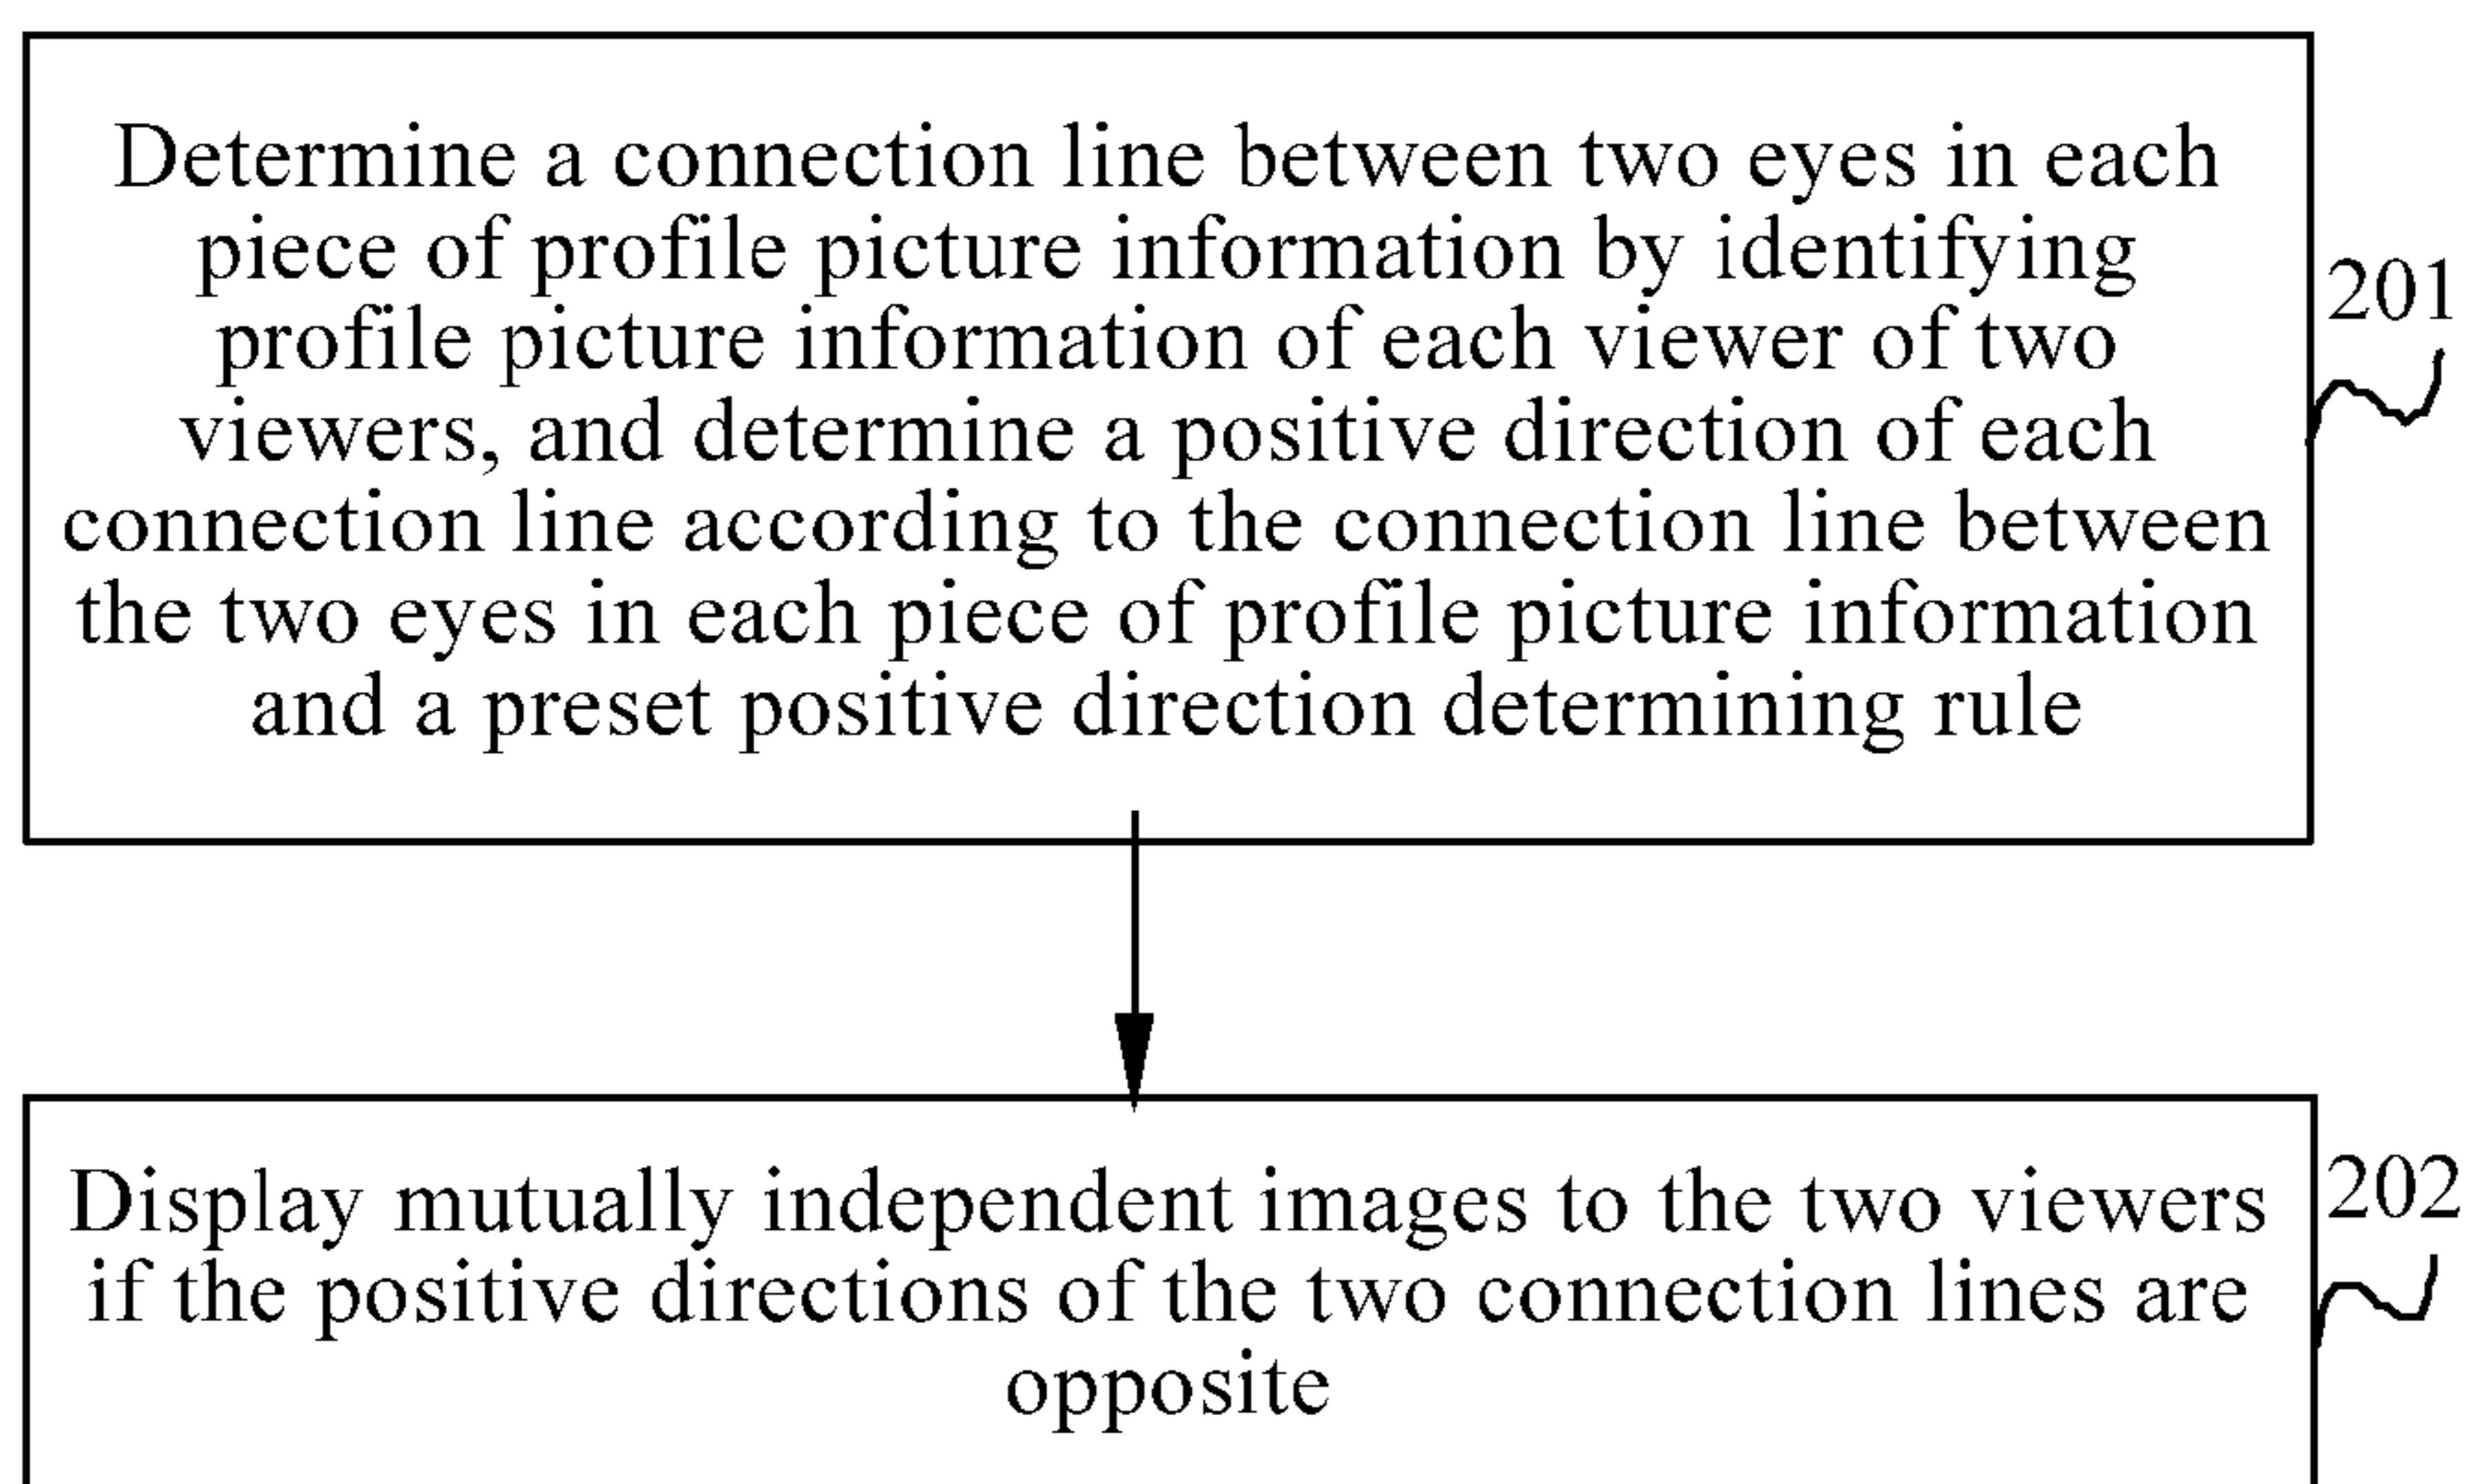 Determine a connection line between two eyes in each
piece of profile picture information by identifying
profile picture information of each viewer of two
viewers, and determine a positive direction of each
connection line according to the connection line between
the two eyes in each piece of profile picture information
and a preset positive direction determining rule
201
Display mutually independent images to the two viewers
if the positive directions of the two connection lines are
opposite
202